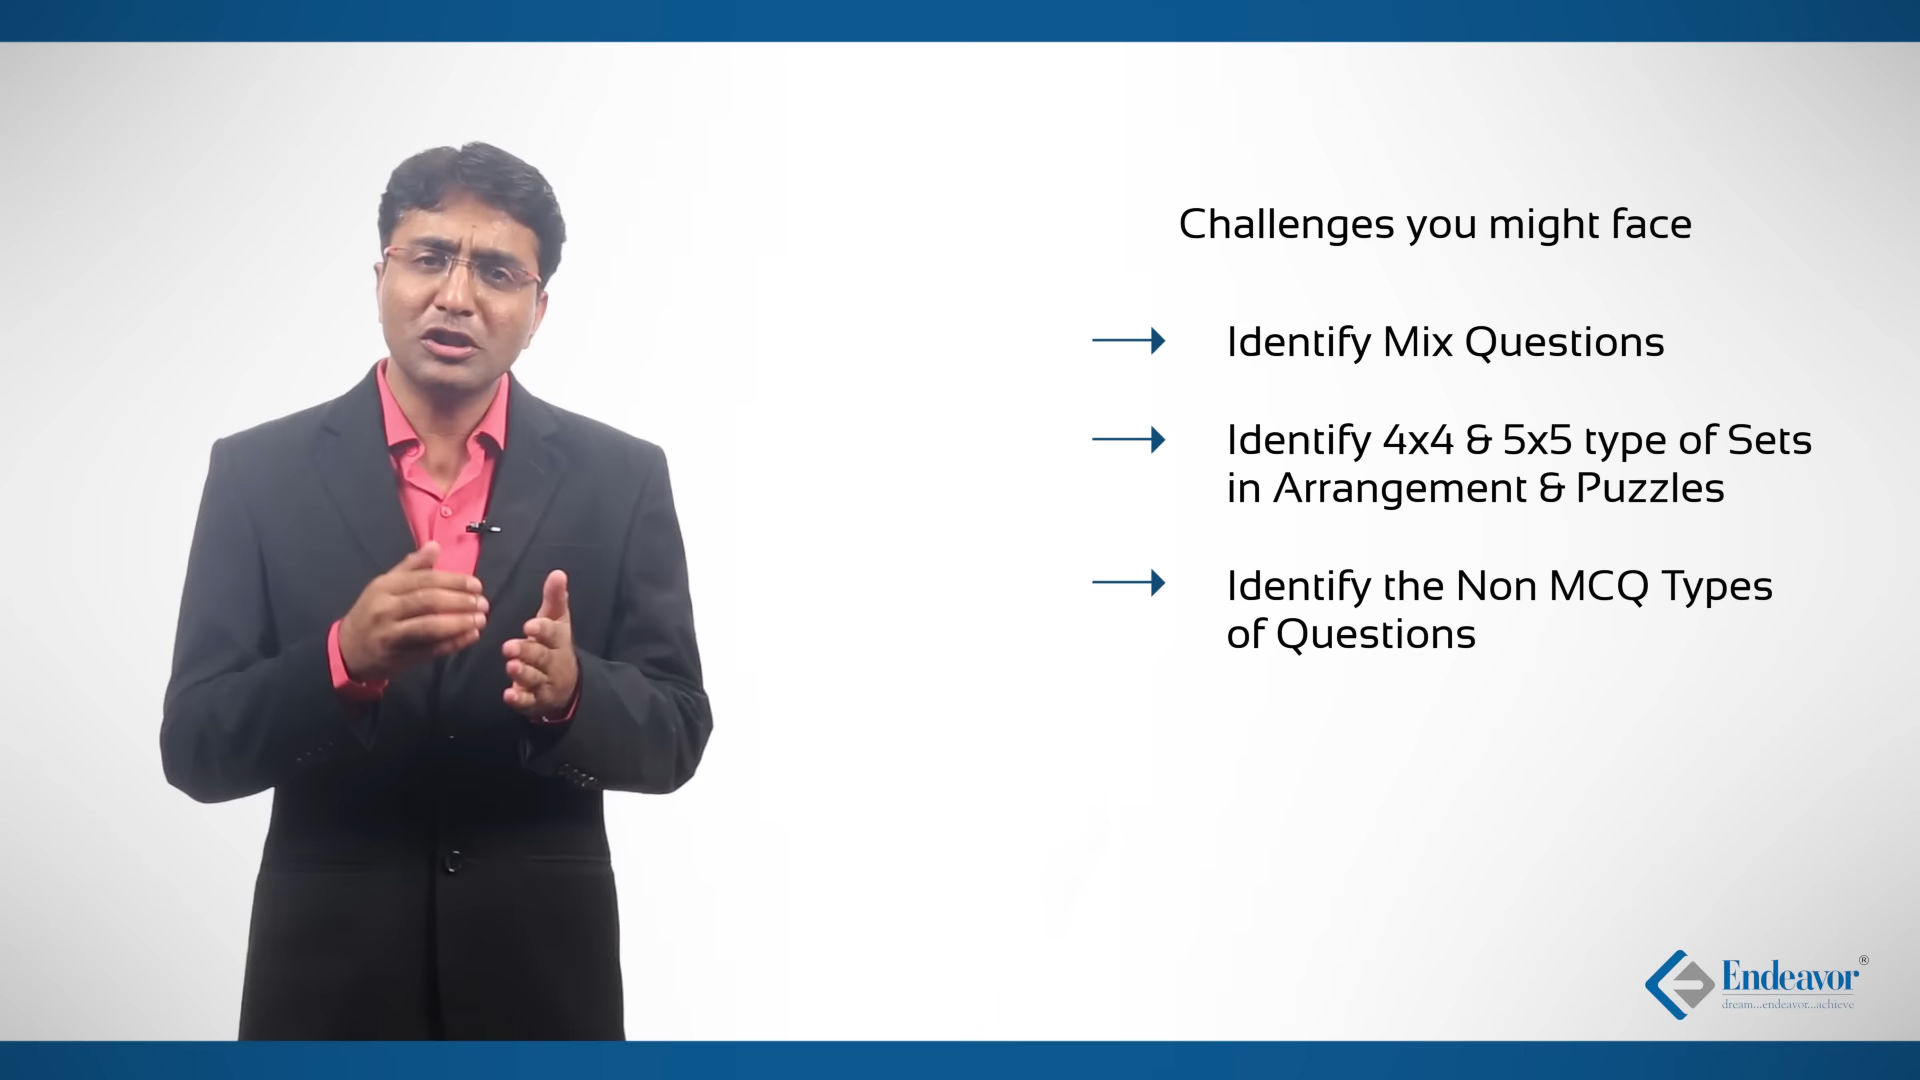 Challenges you might face
Identify Mix Questions
Identify 4x4 & 5x5 type of Sets
in Arrangement & Puzzles
Identify the Non MCQ Types
of Questions
Endeavor®
dream...endeavor...achieve